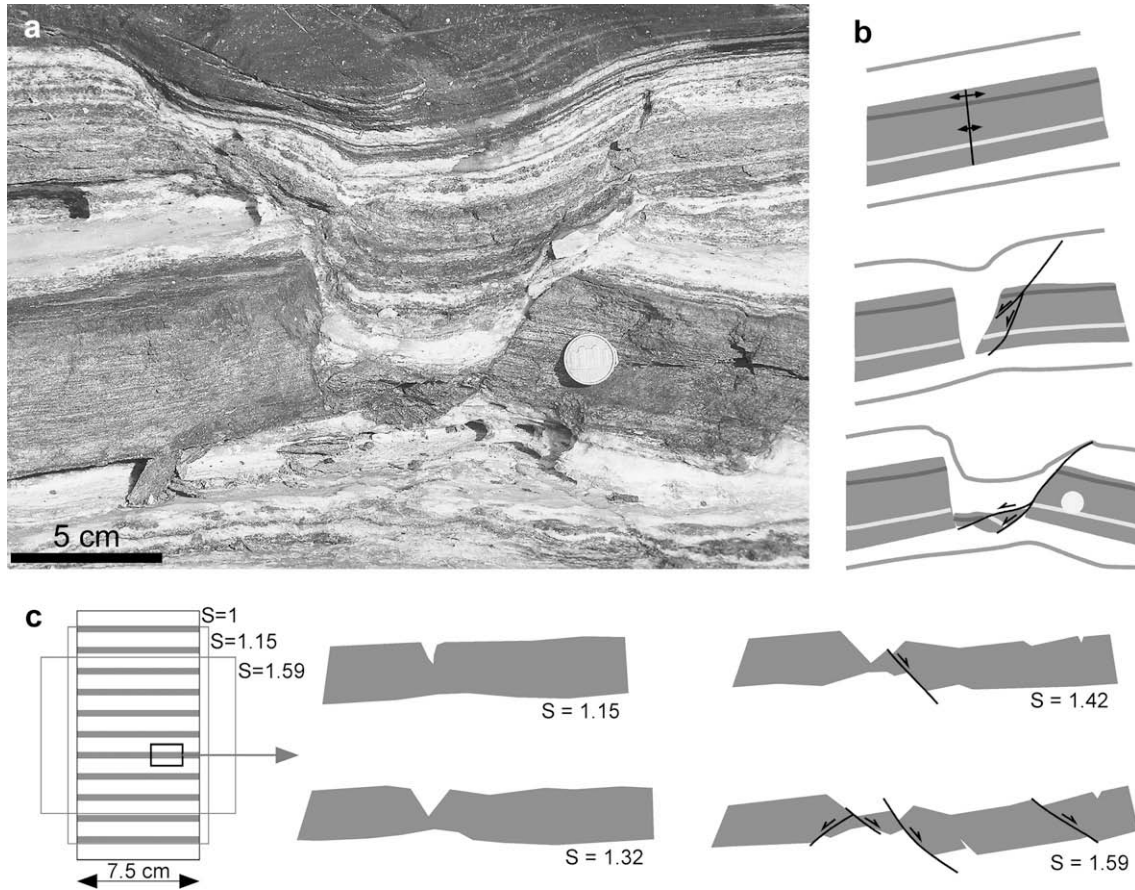 a
b
5 cm
c
S=1
S=1.15
S=1.59
7.5 cm
S = 1.15
S = 1.42
S = 1.32
S = 1.59